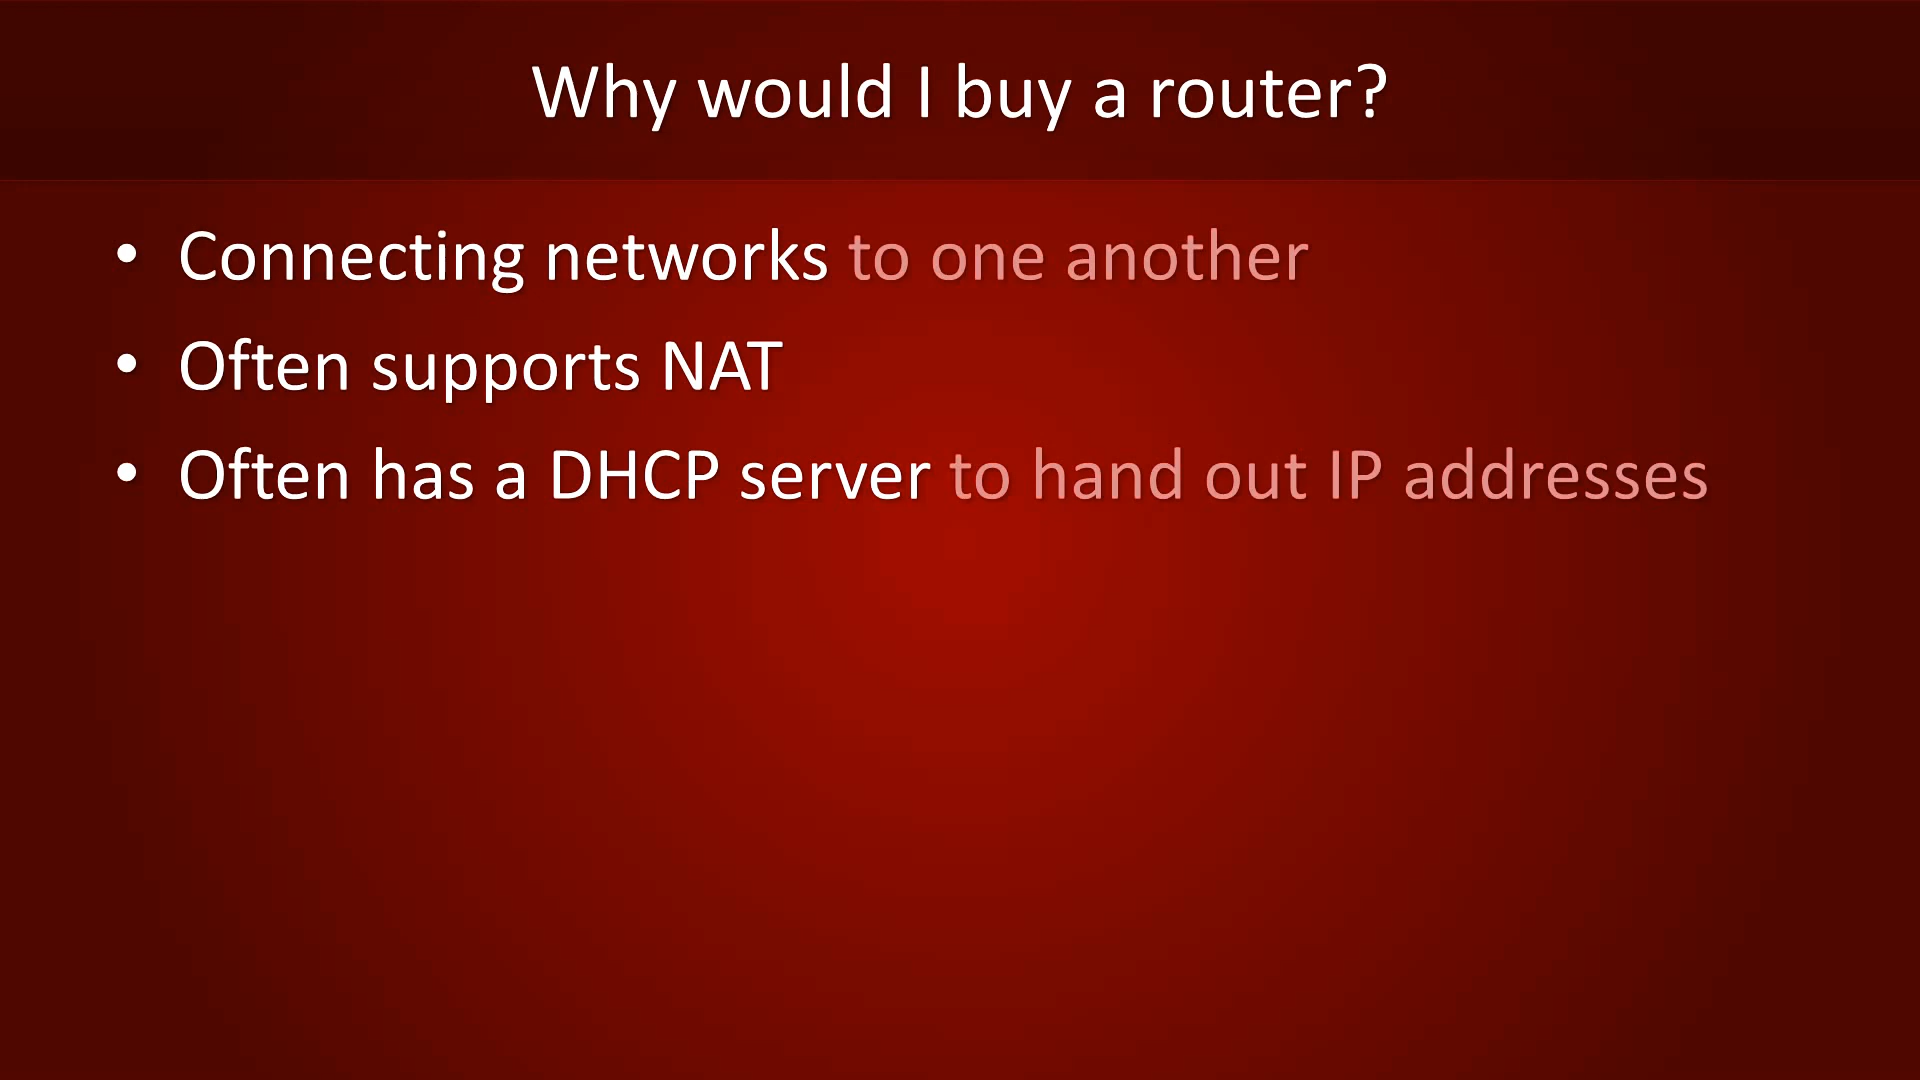 Why would I buy a router?
• Connecting networks to one another
• Often supports NAT
• Often has a DHCP server to hand out IP addresses